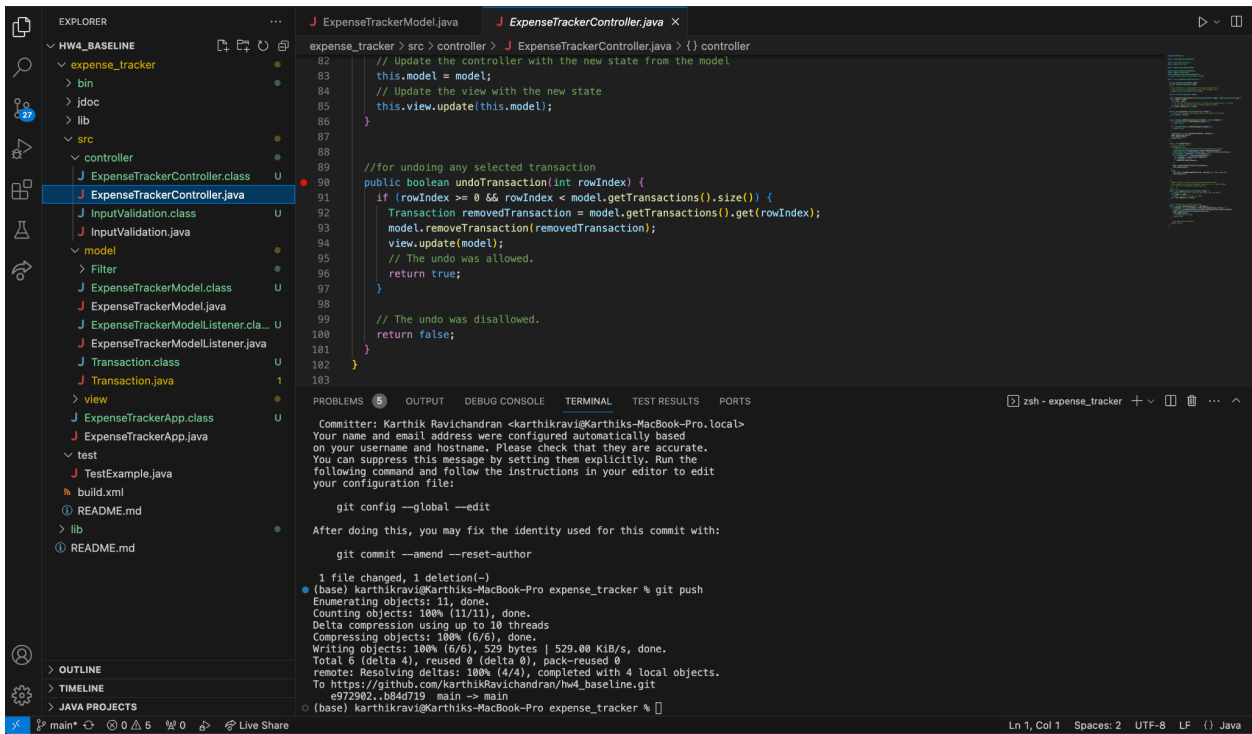 EXPLORER
HW4_BASELINE
expense_tracker
bin
jdoc
lib
src
controller
ExpenseTrackerController.class U
ExpenseTrackerController.java
InputValidation.class U
InputValidation.java
model
Filter
ExpenseTrackerModel.class U
ExpenseTrackerModel.java
ExpenseTrackerModelListener.cla... U
ExpenseTrackerModelListener.java
Transaction.class U
Transaction.java 1
view
ExpenseTrackerApp.class U
ExpenseTrackerApp.java
test
TestExample.java
build.xml
README.md
lib
README.md
OUTLINE
TIMELINE
JAVA PROJECTS
27
ExpenseTrackerModel.java
ExpenseTrackerController.java
expense_tracker > src > controller > J ExpenseTrackerController.java > {} controller
82 // Update the controller with the new state from the model
83 this.model = model;
84 // Update the view with the new state
85 this.view.update(this.model);
86 }
87
88
89 //for undoing any selected transaction
90 public boolean undoTransaction(int rowIndex) {
91 if (rowIndex >= 0 && rowIndex < model.getTransactions().size()) {
92 Transaction removedTransaction = model.getTransactions().get(rowIndex);
93 model.removeTransaction(removedTransaction);
94 view.update(model);
95 // The undo was allowed.
96 return true;
97 }
98
99 // The undo was disallowed.
100 return false;
101 }
102 }
103
PROBLEMS 5 OUTPUT DEBUG CONSOLE TERMINAL TEST RESULTS PORTS
zsh - expense_tracker
Committer: Karthik Ravichandran <karthikravi@Karthiks-MacBook-Pro.local>
Your name and email address were configured automatically based
on your username and hostname. Please check that they are accurate.
You can suppress this message by setting them explicitly. Run the
following command and follow the instructions in your editor to edit
your configuration file:
git config --global --edit
After doing this, you may fix the identity used for this commit with:
git commit --amend --reset-author
1 file changed, 1 deletion(-)
(base) karthikravi@Karthiks-MacBook-Pro expense_tracker % git push
Enumerating objects: 11, done.
Counting objects: 100% (11/11), done.
Delta compression using up to 10 threads
Compressing objects: 100% (6/6), done.
Writing objects: 100% (6/6), 529 bytes | 529.00 KiB/s, done.
Total 6 (delta 4), reused 0 (delta 0), pack-reused 0
remote: Resolving deltas: 100% (4/4), completed with 4 local objects.
To https://github.com/karthikRavichandran/hw4_baseline.git
e972902..b84d719 main -> main
(base) karthikravi@Karthiks-MacBook-Pro expense_tracker %
main* 0 5 0 Live Share
Ln 1, Col 1 Spaces: 2 UTF-8 LF {} Java